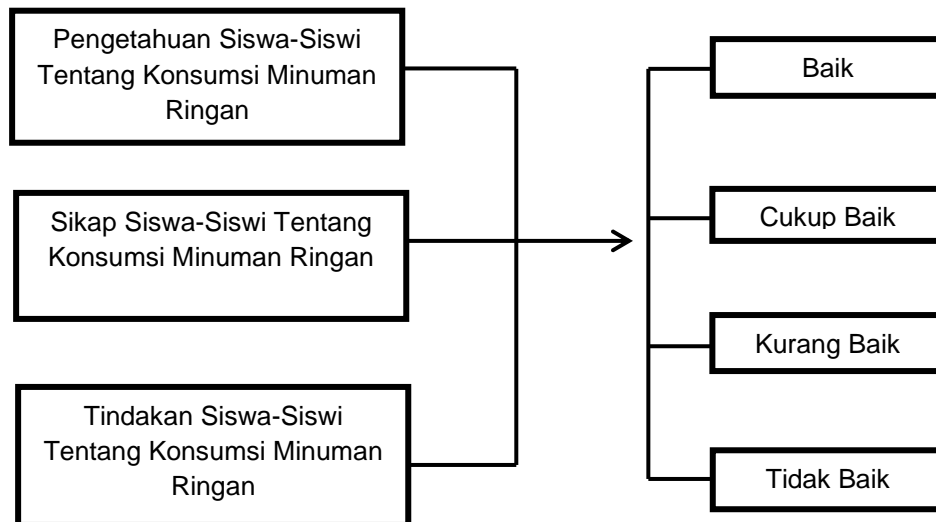 Pengetahuan Siswa-Siswi
Tentang Konsumsi Minuman
Ringan
Sikap Siswa-Siswi Tentang
Konsumsi Minuman Ringan
Tindakan Siswa-Siswi
Tentang Konsumsi Minuman
Ringan
Baik
Cukup Baik
Kurang Baik
Tidak Baik